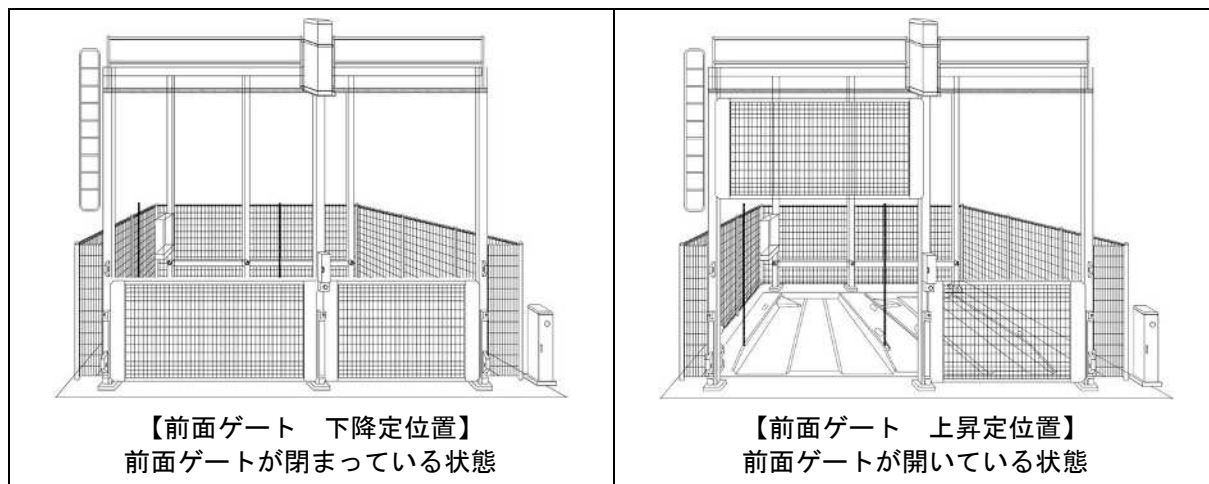 【前面ゲート　下降定位置】
前面ゲートが閉まっている状態
【前面ゲート　上昇定位置】
前面ゲートが開いている状態